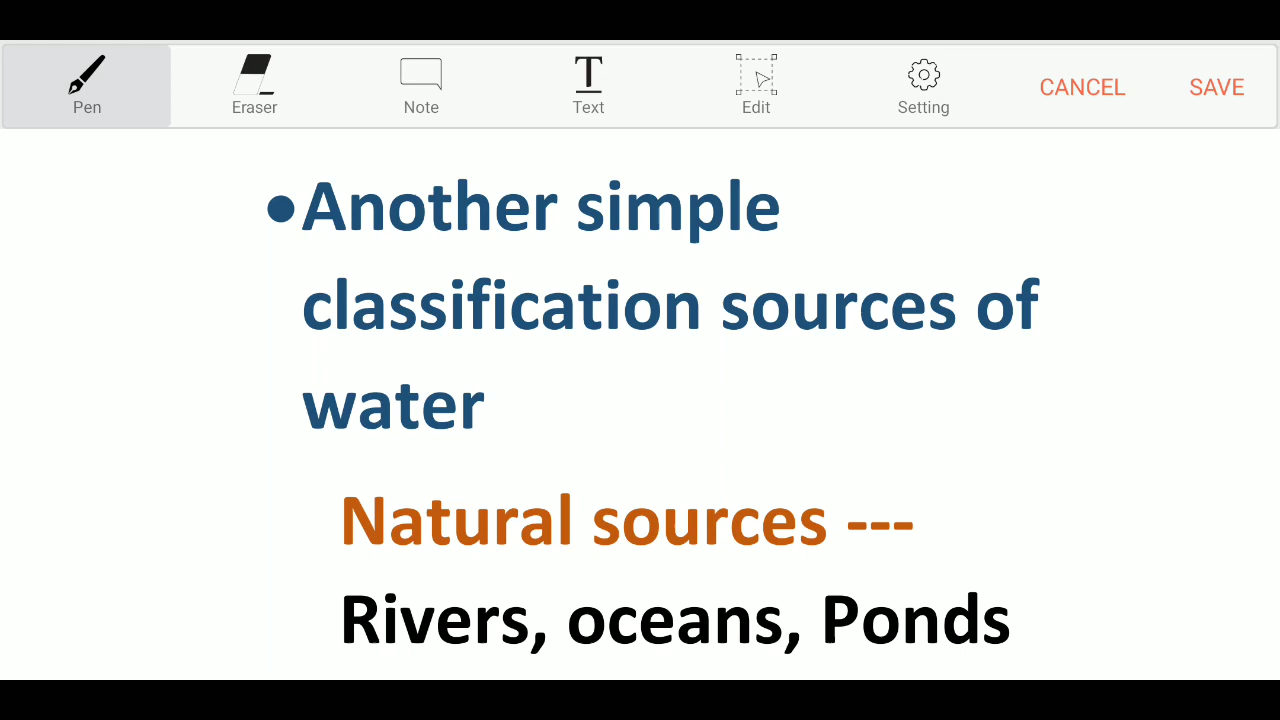 Pen Eraser Note Text Edit Setting CANCEL SAVE
•Another simple
classification sources of
water
Natural sources ---
Rivers, oceans, Ponds